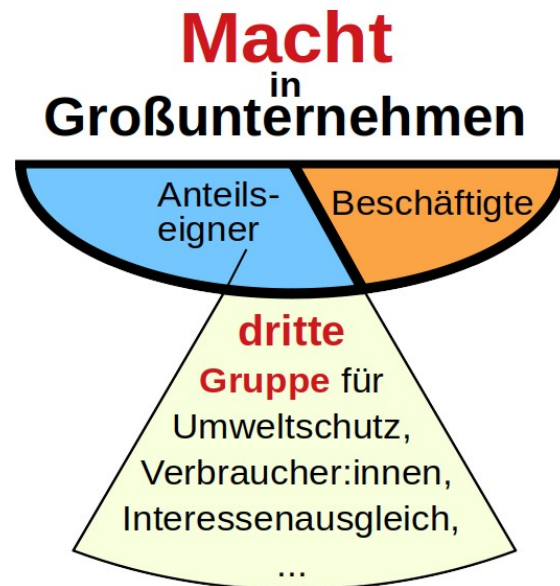 Macht
in
Großunternehmen
Anteils-
eigner
Beschäftigte
dritte
Gruppe für
Umweltschutz,
Verbraucher:innen,
Interessenausgleich,
...